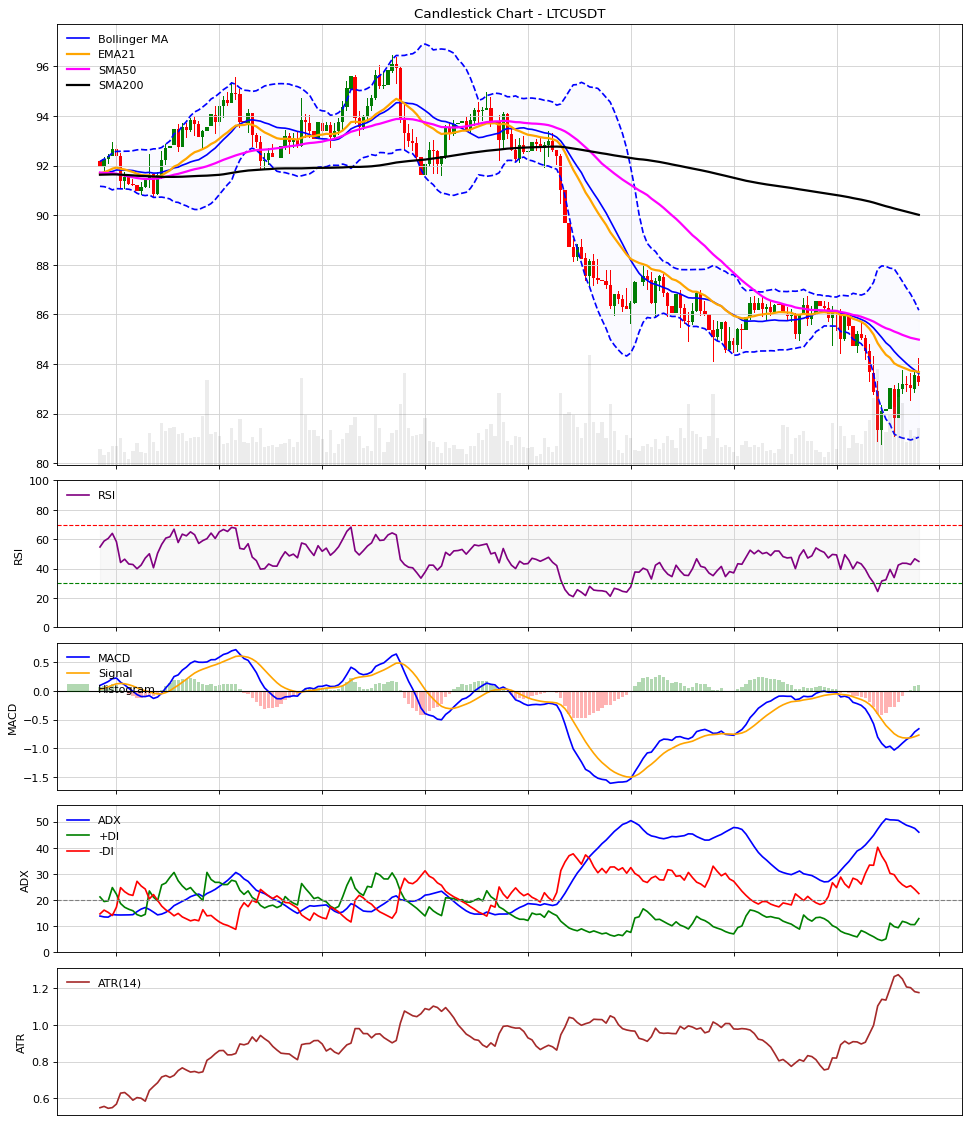 Candlestick Chart - LTCUSDT
Bollinger MA
EMA21
SMA50
SMA200
96
94
92
90
88
86
84
82
80
RSI
100
80
60
40
20
0
RSI
MACD
Signal
Histogram
0.5
0.0
−0.5
−1.0
−1.5
MACD
ADX
+DI
-DI
50
40
30
20
10
0
ADX
ATR(14)
1.2
1.0
0.8
0.6
ATR